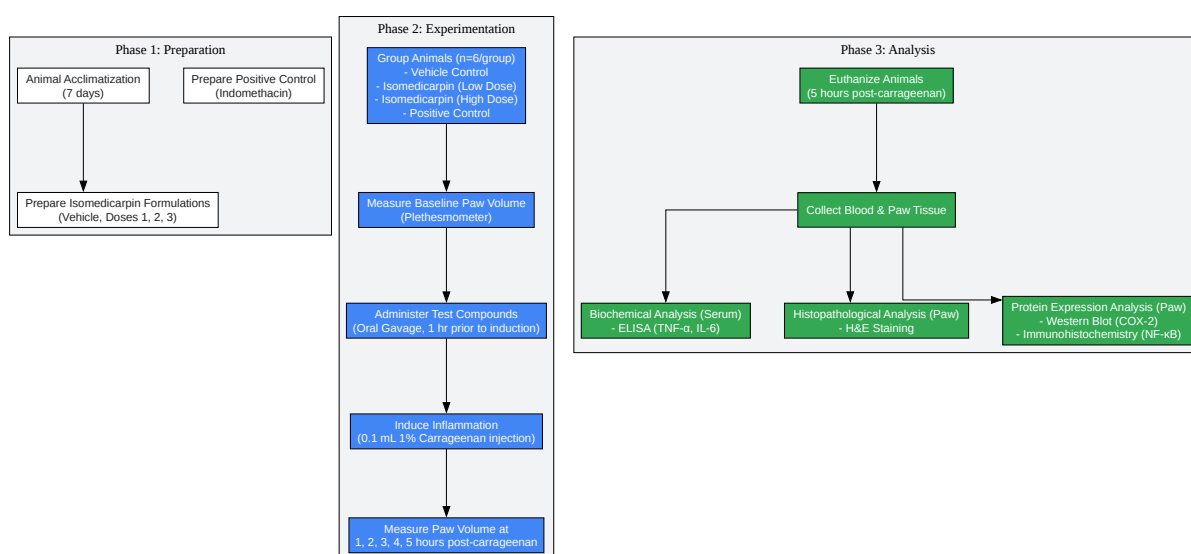 Phase 1: Preparation
Animal Acclimatization
(7 days)
Prepare Positive Control
(Indomethacin)
Prepare Isomedicarpin Formulations
(Vehicle, Doses 1, 2, 3)
Phase 2: Experimentation
Group Animals (n=6/group)
- Vehicle Control
- Isomedicarpin (Low Dose)
- Isomedicarpin (High Dose)
- Positive Control
Measure Baseline Paw Volume
(Plethesmometer)
Administer Test Compounds
(Oral Gavage, 1 hr prior to induction)
Induce Inflammation
(0.1 mL 1% Carrageenan injection)
Measure Paw Volume at
1, 2, 3, 4, 5 hours post-carrageenan
Phase 3: Analysis
Euthanize Animals
(5 hours post-carrageenan)
Collect Blood & Paw Tissue
Biochemical Analysis (Serum)
- ELISA (TNF-α, IL-6)
Histopathological Analysis (Paw)
- H&E Staining
Protein Expression Analysis (Paw)
- Western Blot (COX-2)
- Immunohistochemistry (NF-κB)